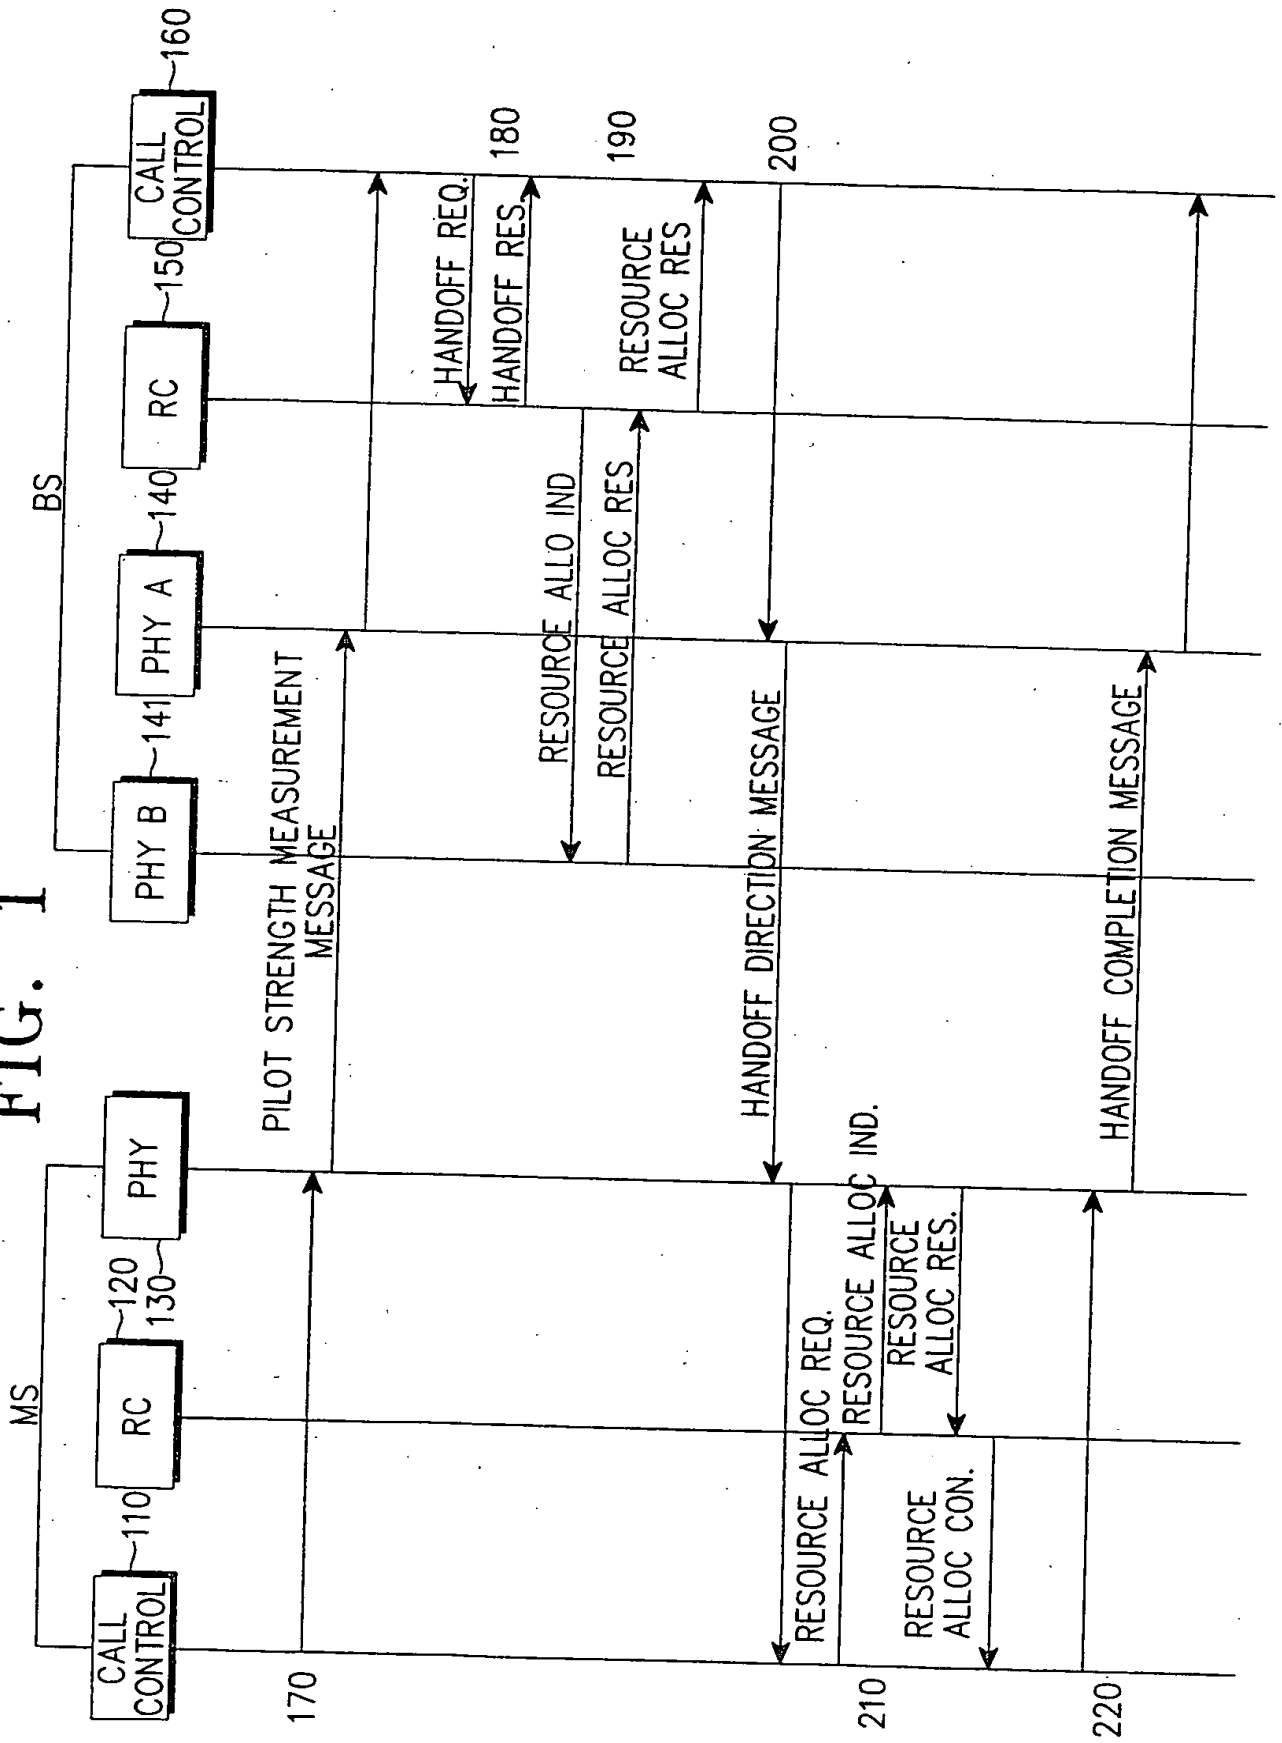 FIG. 1
MS
BS
CALL
CONTROL
110
RC
120
PHY
130
PHY B
141
PHY A
140
RC
150
CALL
CONTROL
160
170
PILOT STRENGTH MEASUREMENT
MESSAGE
HANDOFF REQ.
180
HANDOFF RES.
RESOURCE ALLO IND
190
RESOURCE ALLOC RES
RESOURCE
ALLOC RES
200
HANDOFF DIRECTION MESSAGE
RESOURCE ALLOC REQ.
210
RESOURCE ALLOC IND.
RESOURCE
ALLOC RES.
RESOURCE
ALLOC CON.
220
HANDOFF COMPLETION MESSAGE